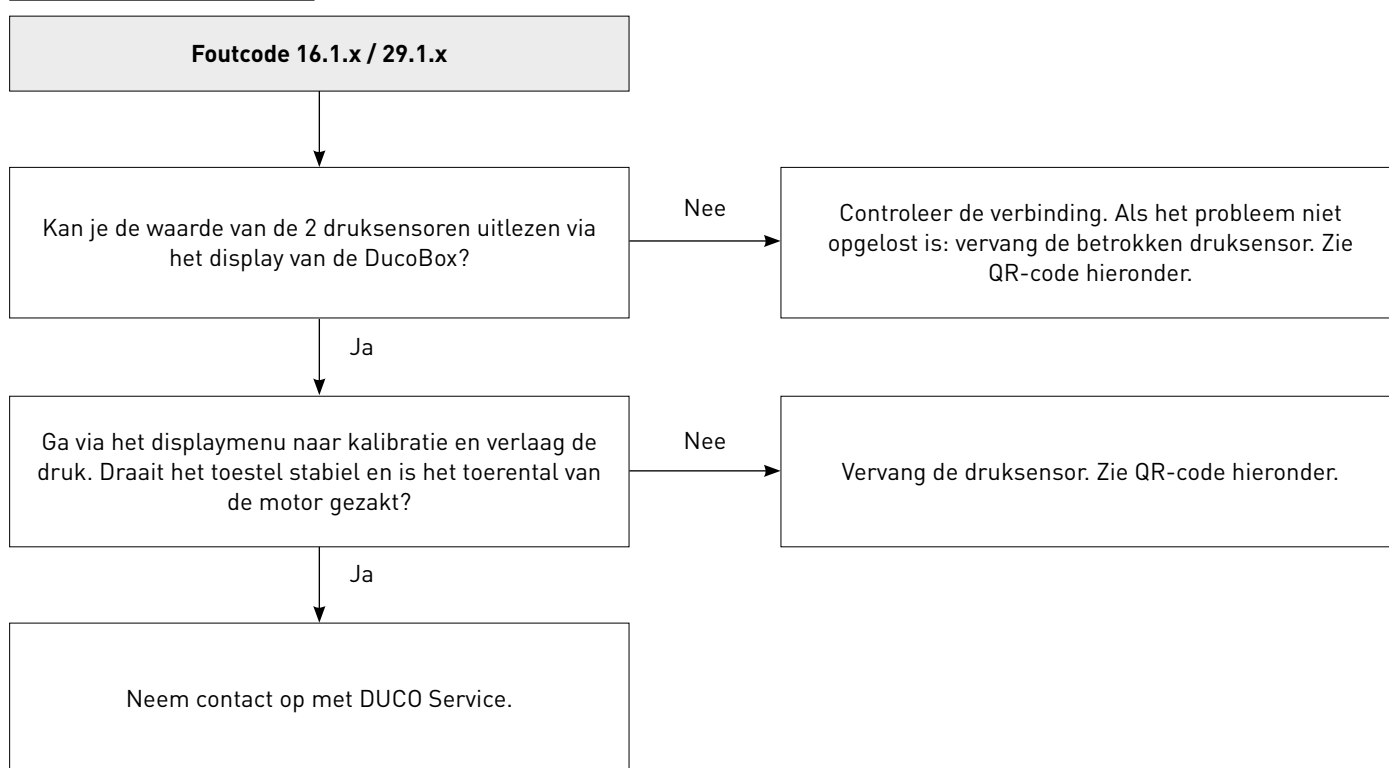 Foutcode 16.1.x / 29.1.x
Kan je de waarde van de 2 druksensoren uitlezen via
het display van de DucoBox?
Nee
Controleer de verbinding. Als het probleem niet
opgelost is: vervang de betrokken druksensor. Zie
QR-code hieronder.
Ja
Ga via het displaymenu naar kalibratie en verlaag de
druk. Draait het toestel stabiel en is het toerental van
de motor gezakt?
Nee
Vervang de druksensor. Zie QR-code hieronder.
Ja
Neem contact op met DUCO Service.